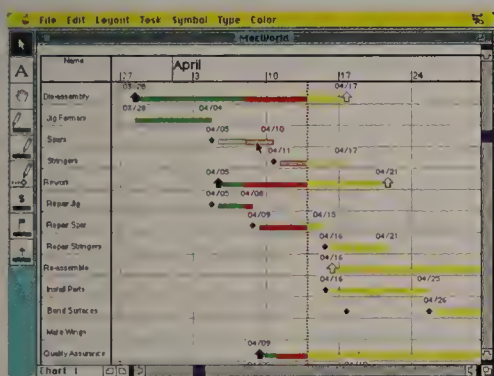 File Edit Layout Task Symbol Type Color
MacWorld
Name
April
27 3 10 17 24
03/28 04/17
Dis-assembly
03/28 04/04
Jig Formers
04/05 04/10
Spars
04/11 04/17
Stringers
04/05 04/21
Rework
04/05 04/08
Repair Jig
04/09 04/15
Repair Spar
04/16 04/21
Repair Stringers
04/16
Re-assemble
04/16 04/25
Install Parts
04/26
Bond Surfaces
Mate Wings
04/09
Quality Assurance
Chart 1
A
$